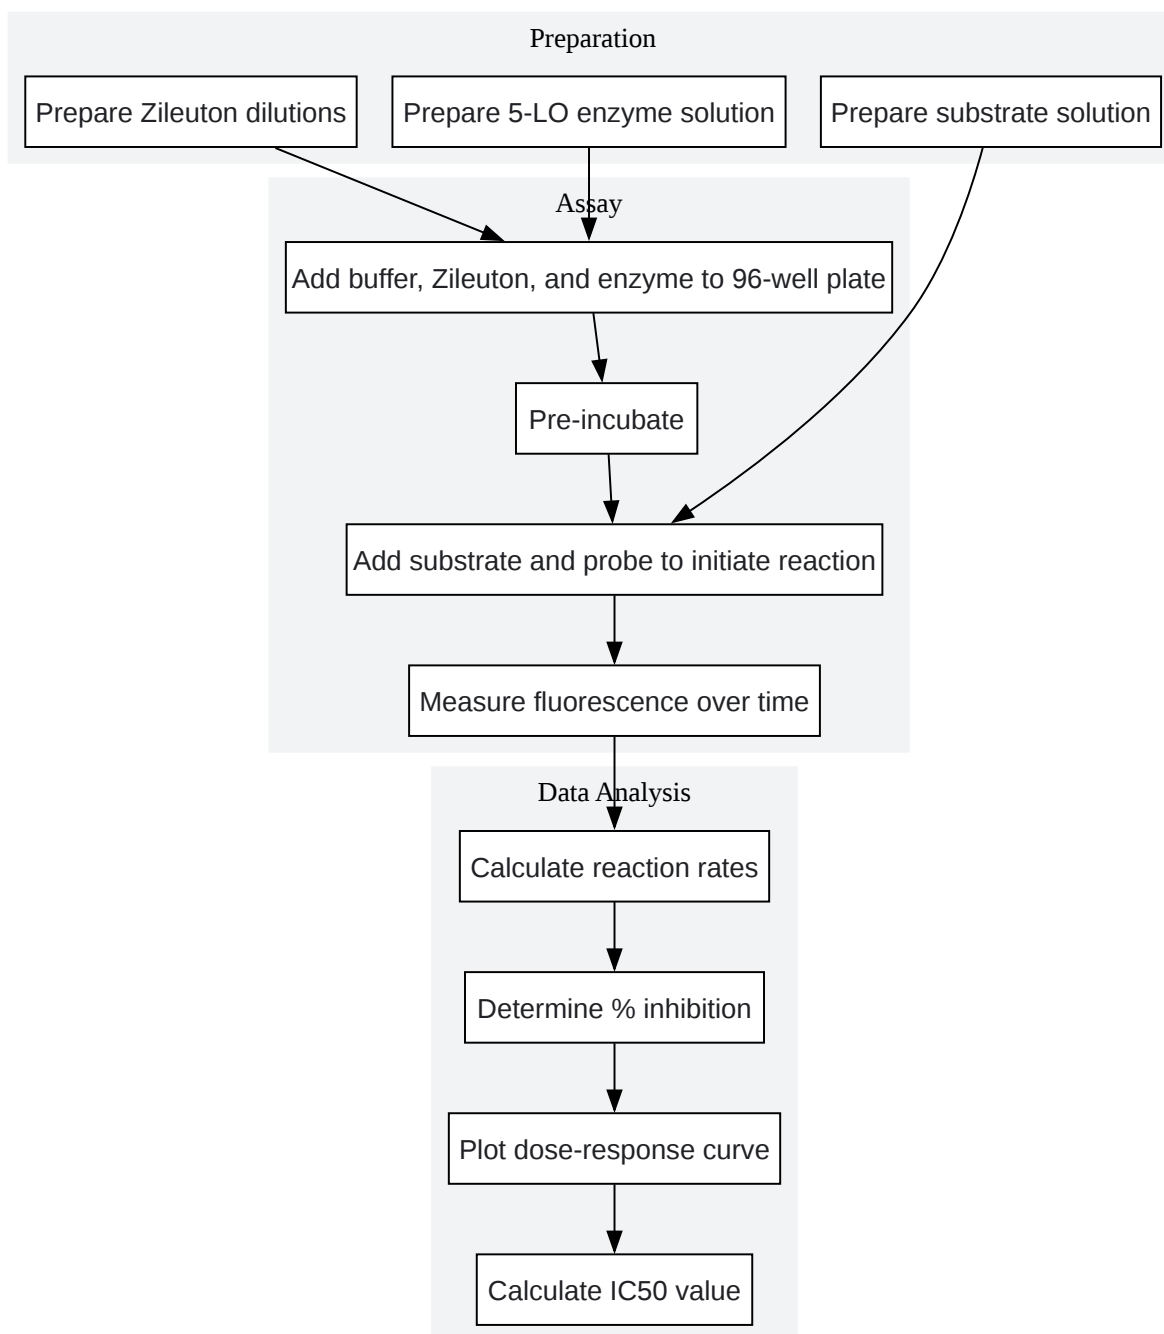 Preparation
Prepare Zileuton dilutions
Prepare 5-LO enzyme solution
Prepare substrate solution
Assay
Add buffer, Zileuton, and enzyme to 96-well plate
Pre-incubate
Add substrate and probe to initiate reaction
Measure fluorescence over time
Data Analysis
Calculate reaction rates
Determine % inhibition
Plot dose-response curve
Calculate IC50 value